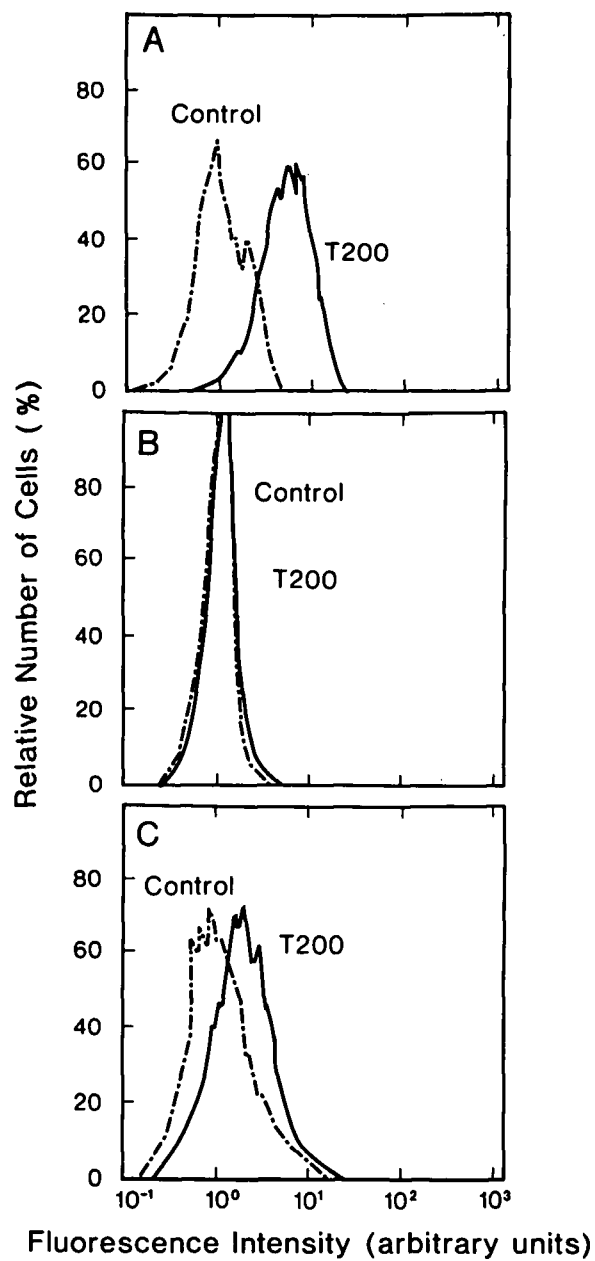 A
80
Control
60
40
T200
20
0
B
80
Control
60
T200
40
20
0
C
80
Control
60
T200
40
20
0
10⁻¹
10⁰
10¹
10²
10³
Relative Number of Cells (%)
Fluorescence Intensity (arbitrary units)